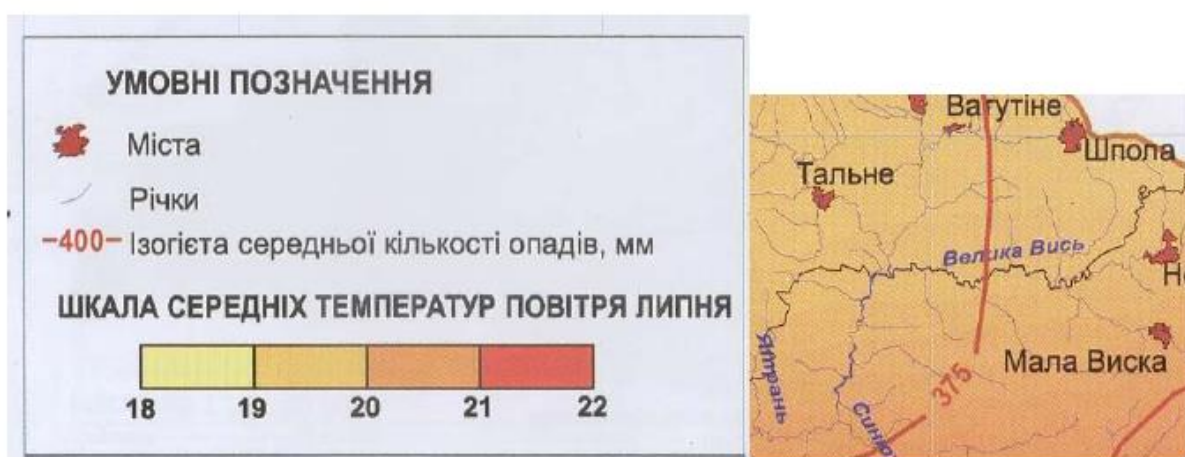 УМОВНІ ПОЗНАЧЕННЯ
Міста
Річки
–400– Ізогієта середньої кількості опадів, мм
ШКАЛА СЕРЕДНІХ ТЕМПЕРАТУР ПОВІТРЯ ЛИПНЯ
18 19 20 21 22
Ватутіне
Шпола
Тальне
Велика Вись
Мала Виска
Ятрань
375